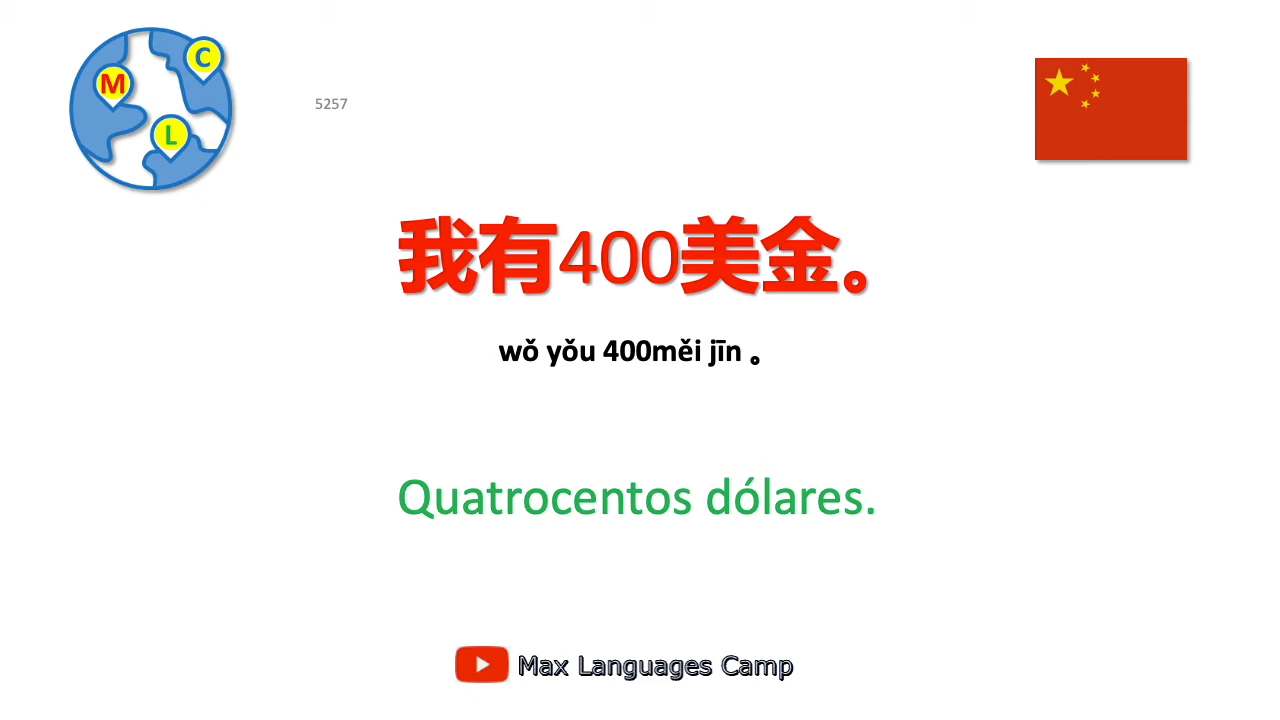 C
M
5257
L
我有400美金。
wǒ yǒu 400měi jīn 。
Quatrocentos dólares.
Max Languages Camp